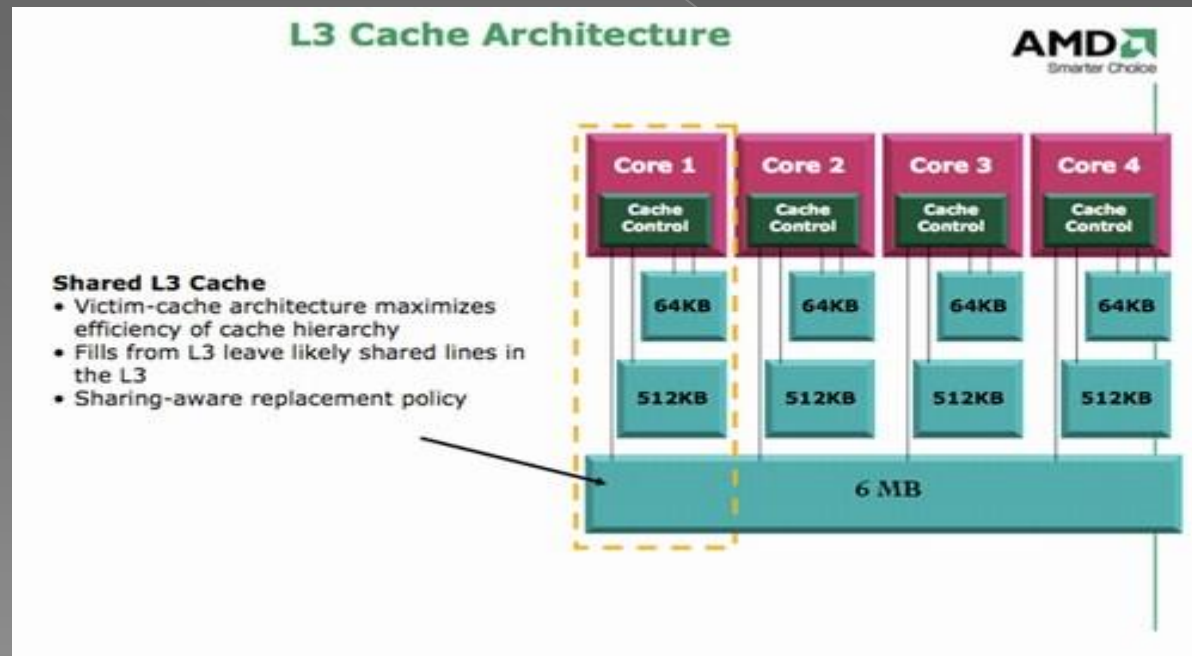 L3 Cache Architecture
AMD
Smarter Choice
Core 1
Core 2
Core 3
Core 4
Cache
Control
Cache
Control
Cache
Control
Cache
Control
Shared L3 Cache
• Victim-cache architecture maximizes
efficiency of cache hierarchy
• Fills from L3 leave likely shared lines in
the L3
• Sharing-aware replacement policy
64KB
64KB
64KB
64KB
512KB
512KB
512KB
512KB
6 MB